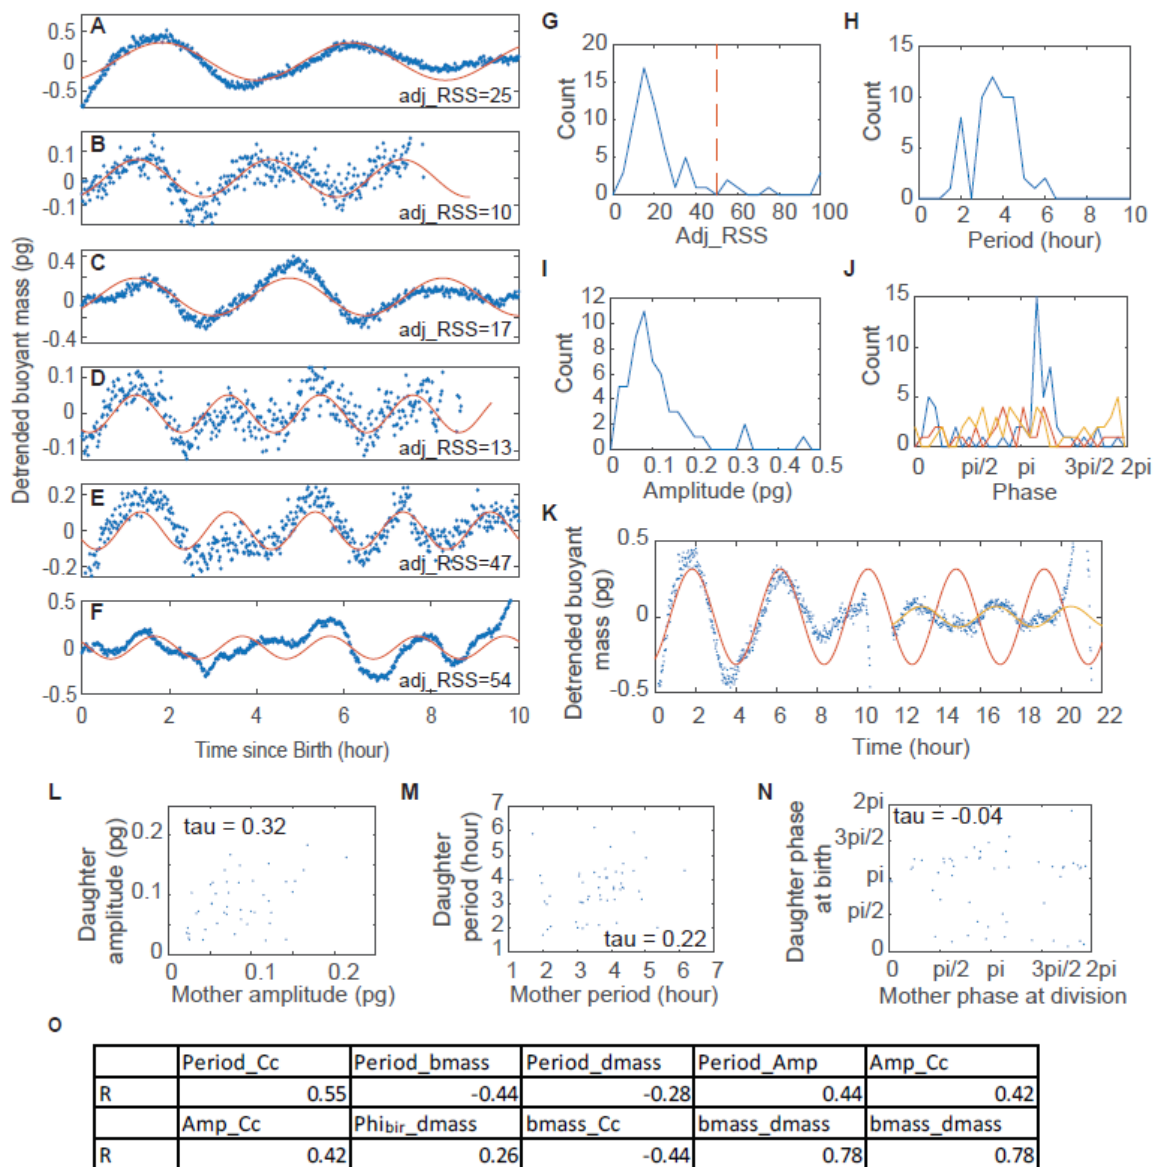 A
0.5
0
-0.5
adj_RSS=25
B
0.1
0
-0.1
adj_RSS=10
C
0.4
0
-0.4
adj_RSS=17
D
0.1
0
-0.1
adj_RSS=13
E
0.2
0
-0.2
adj_RSS=47
F
0.5
0
-0.5
adj_RSS=54
0 2 4 6 8 10
Time since Birth (hour)
Detrended buoyant mass (pg)
G
20
15
10
5
0
Count
0 20 40 60 80 100
Adj_RSS
H
15
10
5
0
Count
0 2 4 6 8 10
Period (hour)
I
12
10
8
6
4
2
0
Count
0 0.1 0.2 0.3 0.4 0.5
Amplitude (pg)
J
15
10
5
0
Count
0 pi/2 pi 3pi/2 2pi
Phase
K
0.5
0
-0.5
Detrended buoyant
mass (pg)
0 2 4 6 8 10 12 14 16 18 20 22
Time (hour)
L
tau = 0.32
0.2
0.1
0
Daughter
amplitude (pg)
0 0.1 0.2
Mother amplitude (pg)
M
7
6
5
4
3
2
1
Daughter
period (hour)
tau = 0.22
1 2 3 4 5 6 7
Mother period (hour)
N
2pi
3pi/2
pi
pi/2
0
tau = -0.04
Daughter phase
at birth
0 pi/2 pi 3pi/2 2pi
Mother phase at division
O
Period_Cc Period_bmass Period_dmass Period_Amp Amp_Cc
R 0.55 -0.44 -0.28 0.44 0.42
Amp_Cc Phibir_dmass bmass_Cc bmass_dmass bmass_dmass
R 0.42 0.26 -0.44 0.78 0.78